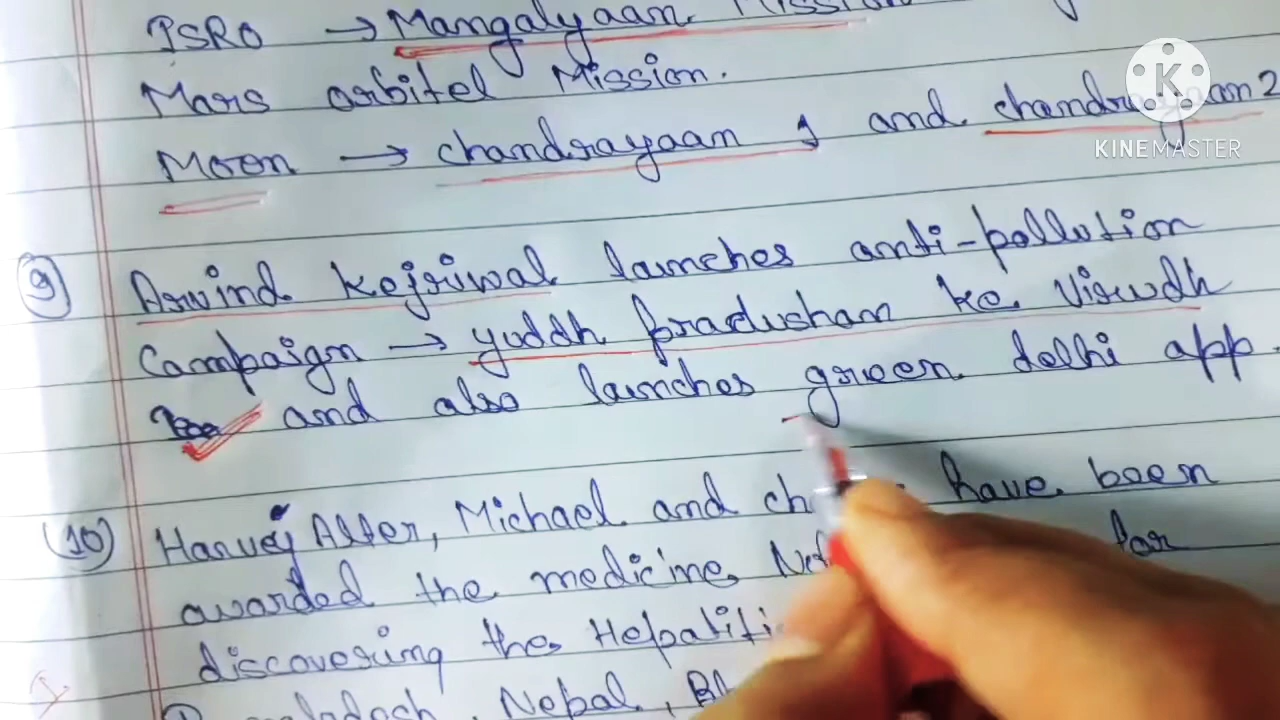 ISRO → Mangalyaan Mission
Mars orbitel Mission.
Moon → chandrayaan 1 and chandrayaan 2
K
KINEMASTER
9 Arvind kejriwal launches anti-pollution
Campaign → yuddh pradushan ke Virudh
and also launches green delhi app.
(10) Harvey Alter, Michael and have been
awarded the medicine for
discovering the
Nepal,